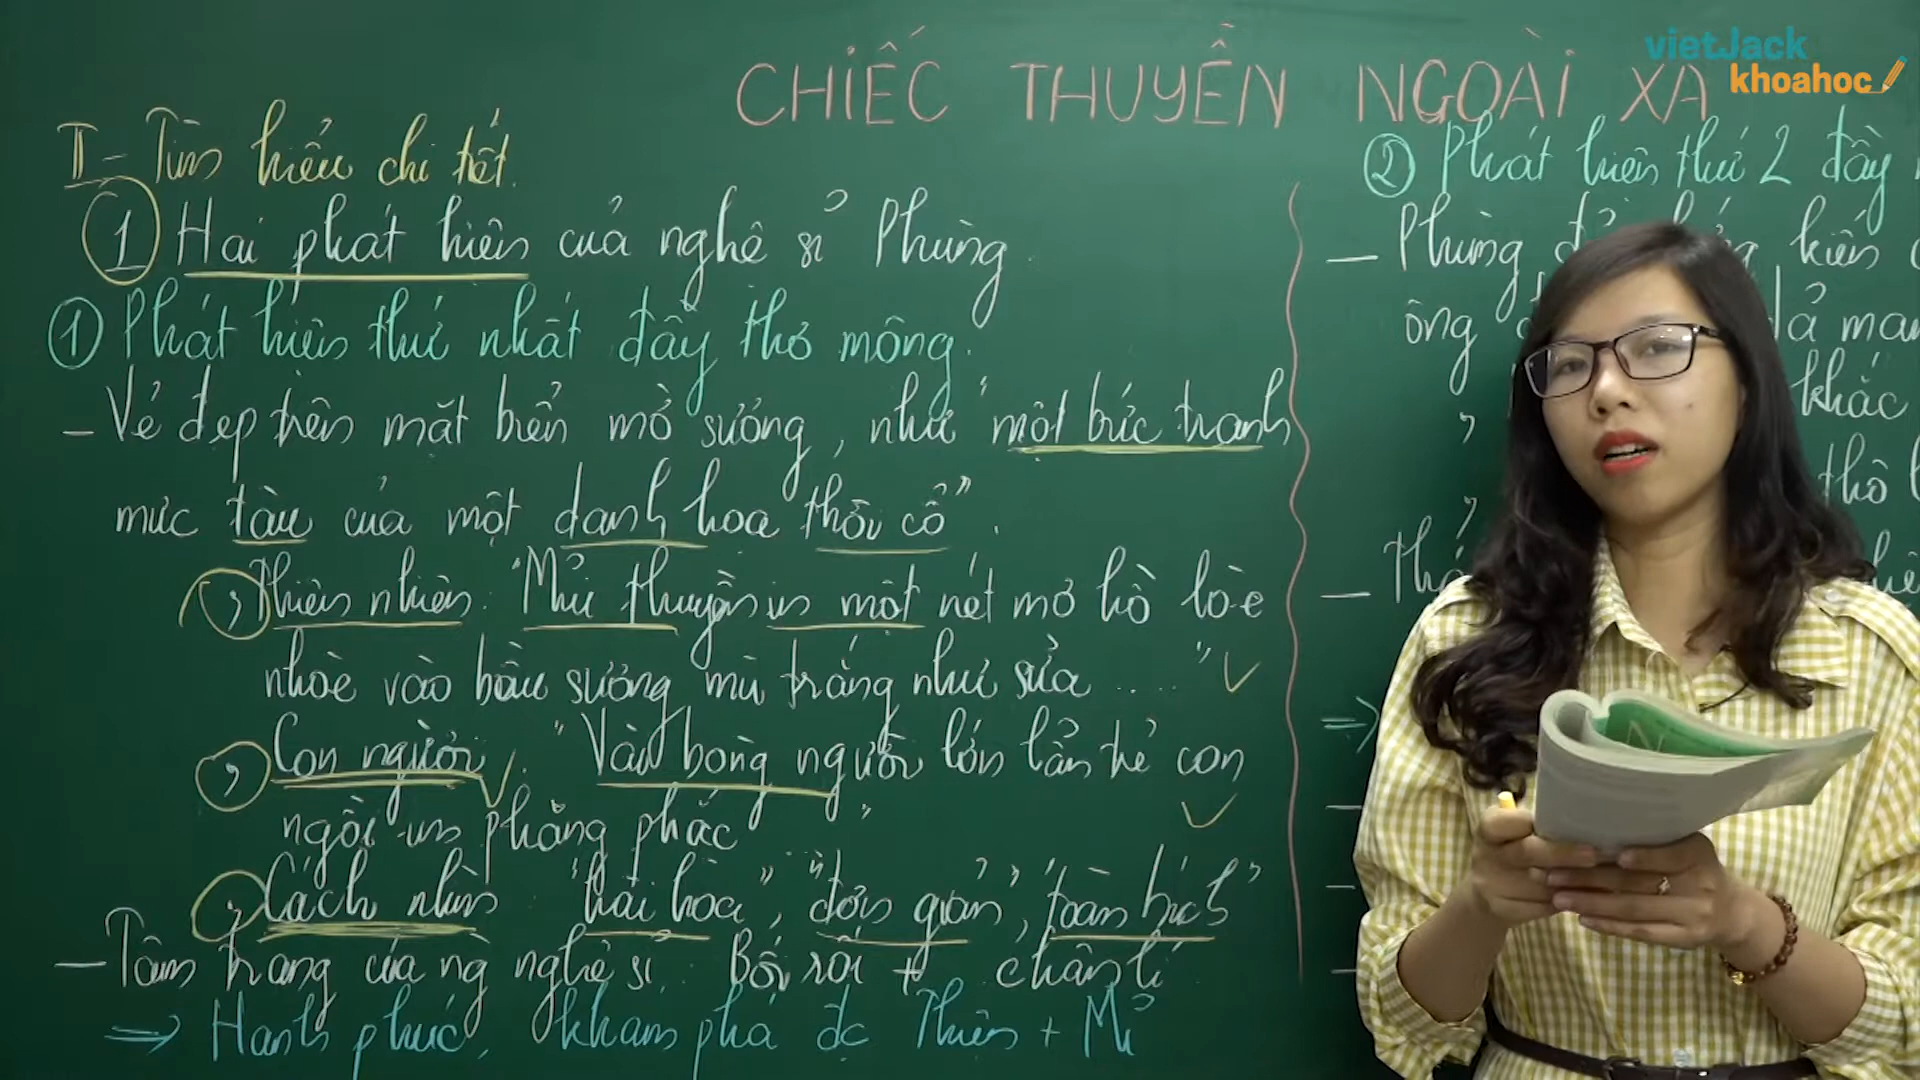 vietJack
khoahoc
CHIẾC THUYỀN NGOÀI XA
II - Tìm hiểu chi tiết.
1 Hai phát hiện của nghệ sĩ Phùng.
① Phát hiện thứ nhất đầy thơ mộng.
- Vẻ đẹp trên mặt biển mờ sương, như "một bức tranh
mực tàu của một danh họa thời cổ".
, Thiên nhiên: "Mũi thuyền in một nét mơ hồ lòe
nhòe vào bầu sương mù trắng như sữa ...."
, Con người: "Vài bóng người lớn lẫn trẻ con
ngồi im phăng phắc"
, Cách nhìn "hài hòa", "đơn giản", "toàn bích"
- Tâm trạng của ng nghệ sĩ: Bối rối + chân lí
=> Hạnh phúc, khám phá đc Thiện + Mĩ
② Phát hiện thứ 2 đầy
- Phùng kiến
ông
khắc
thô